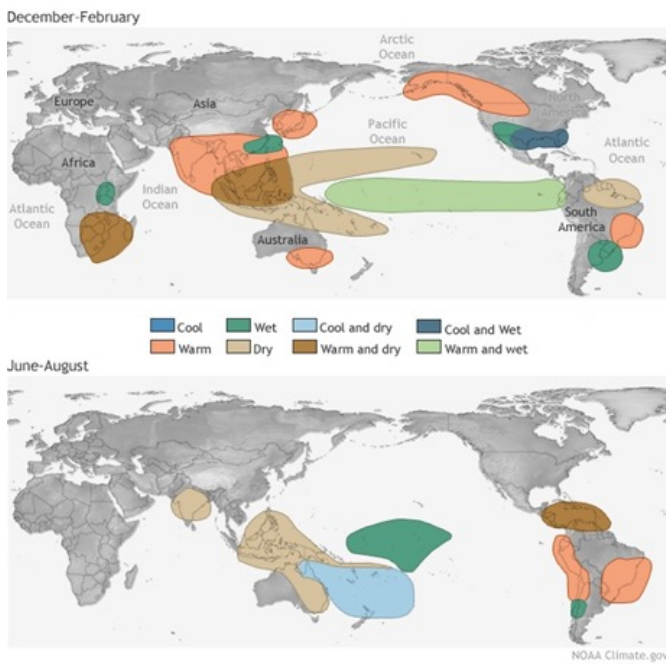 December-February
Arctic
Ocean
Europe
Asia
North
America
Pacific
Ocean
Africa
Atlantic
Ocean
Indian
Ocean
Atlantic
Ocean
Australia
South
America
Cool
Wet
Cool and dry
Cool and Wet
Warm
Dry
Warm and dry
Warm and wet
June-August
NOAA Climate.gov